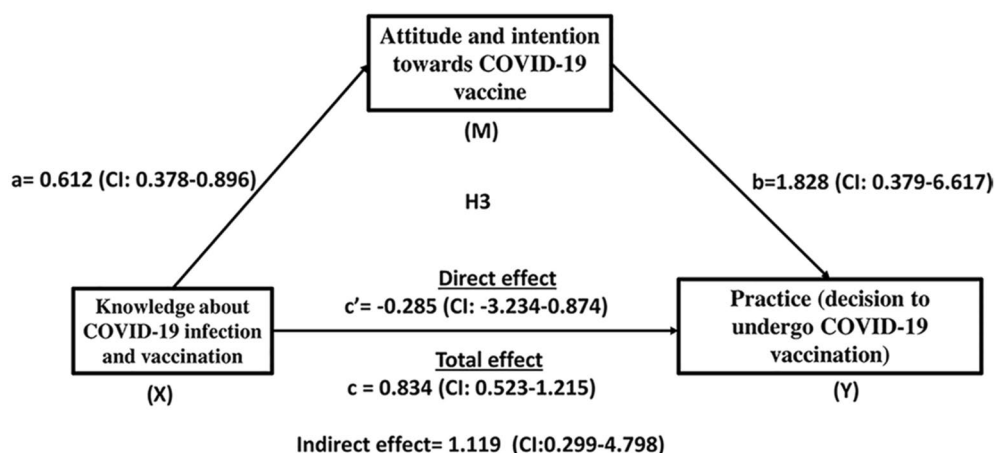 Attitude and intention
towards COVID-19
vaccine
(M)
a= 0.612 (CI: 0.378-0.896)
b=1.828 (CI: 0.379-6.617)
H3
Knowledge about
COVID-19 infection
and vaccination
(X)
Direct effect
c’= -0.285 (CI: -3.234-0.874)
Total effect
c = 0.834 (CI: 0.523-1.215)
Practice (decision to
undergo COVID-19
vaccination)
(Y)
Indirect effect= 1.119 (CI:0.299-4.798)